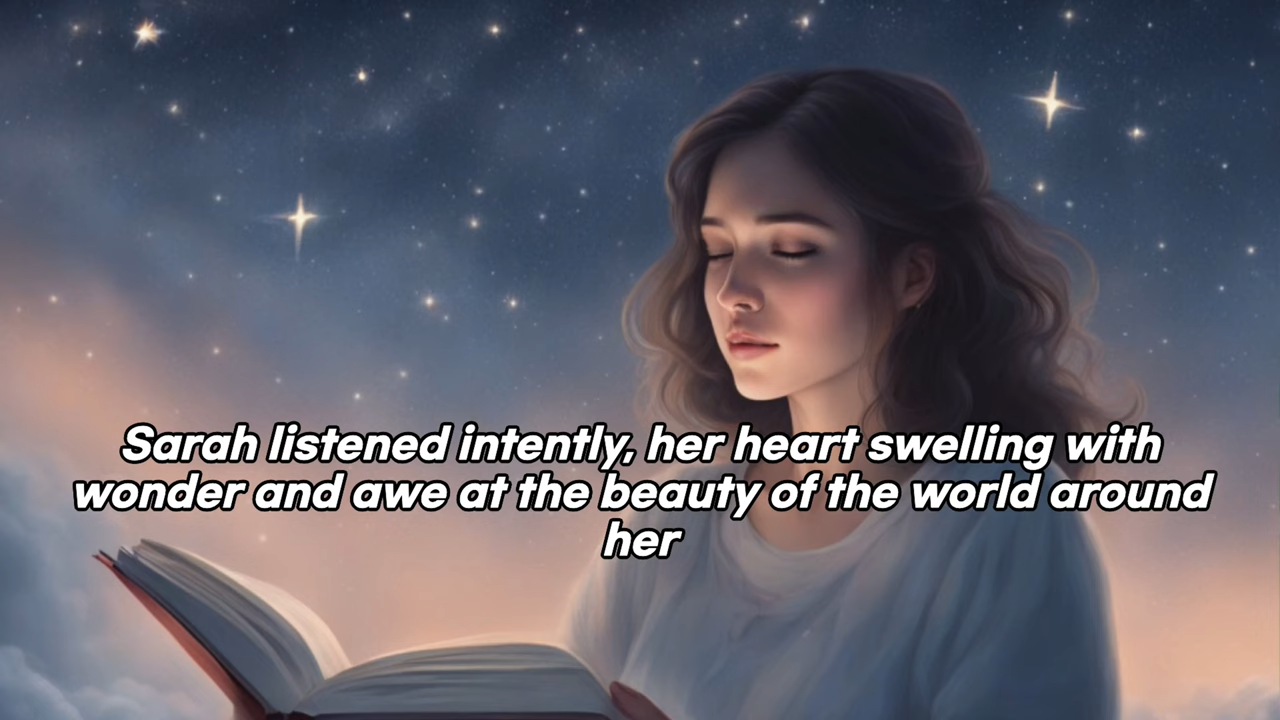 Sarah listened intently, her heart swelling with
wonder and awe at the beauty of the world around
her